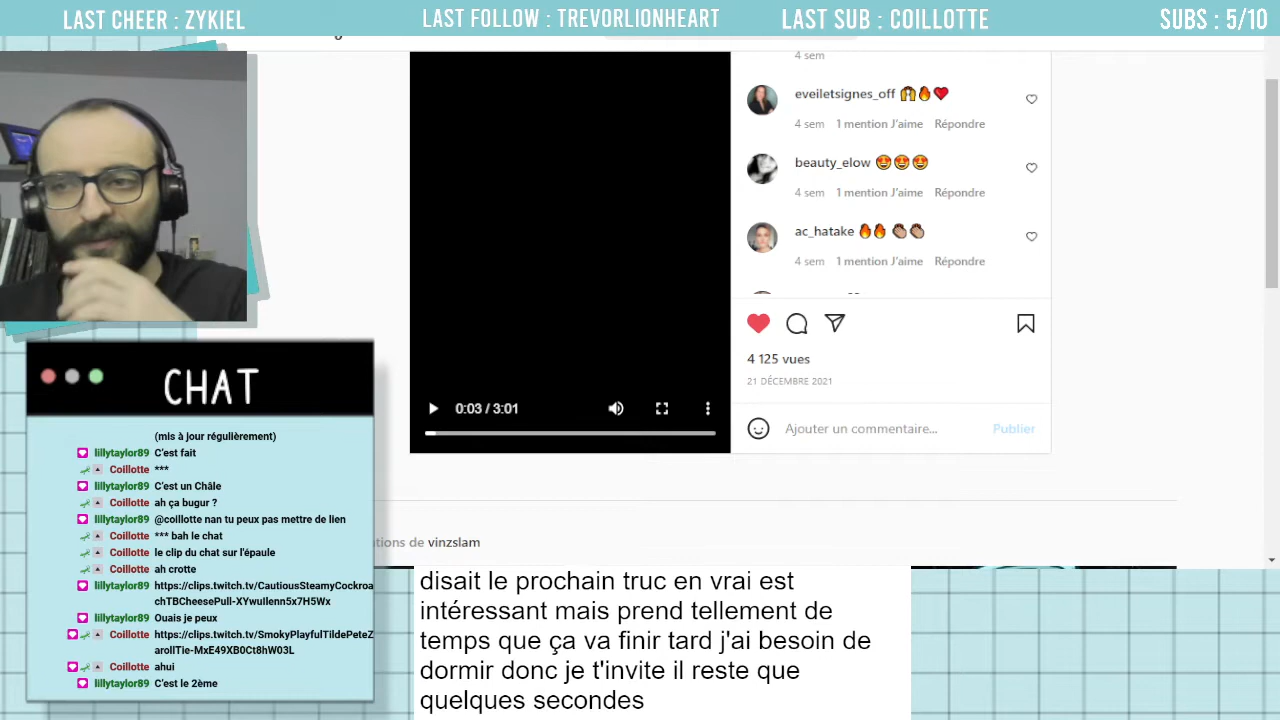 LAST CHEER : ZYKIEL
LAST FOLLOW : TREVORLIONHEART
LAST SUB : COILLOTTE
SUBS : 5/10
4 sem
eveiletsignes_off 🙌🔥❤️
4 sem 1 mention J’aime Répondre
beauty_elow 😍😍😍
4 sem 1 mention J’aime Répondre
ac_hatake 🔥🔥 👏👏
4 sem 1 mention J’aime Répondre
4 125 vues
21 DÉCEMBRE 2021
Ajouter un commentaire...
Publier
0:03 / 3:01
tions de vinzslam
CHAT
(mis à jour régulièrement)
lillytaylor89 C'est fait
Coillotte ***
lillytaylor89 C'est un Châle
Coillotte ah ça bugur ?
lillytaylor89 @coillotte nan tu peux pas mettre de lien
Coillotte *** bah le chat
Coillotte le clip du chat sur l'épaule
Coillotte ah crotte
lillytaylor89 https://clips.twitch.tv/CautiousSteamyCockroa
chTBCheesePull-XYwuIlenn5x7H5Wx
lillytaylor89 Ouais je peux
Coillotte https://clips.twitch.tv/SmokyPlayfulTildePeteZ
arollTie-MxE49XB0Ct8hW03L
Coillotte ahui
lillytaylor89 C'est le 2ème
disait le prochain truc en vrai est
intéressant mais prend tellement de
temps que ça va finir tard j'ai besoin de
dormir donc je t'invite il reste que
quelques secondes